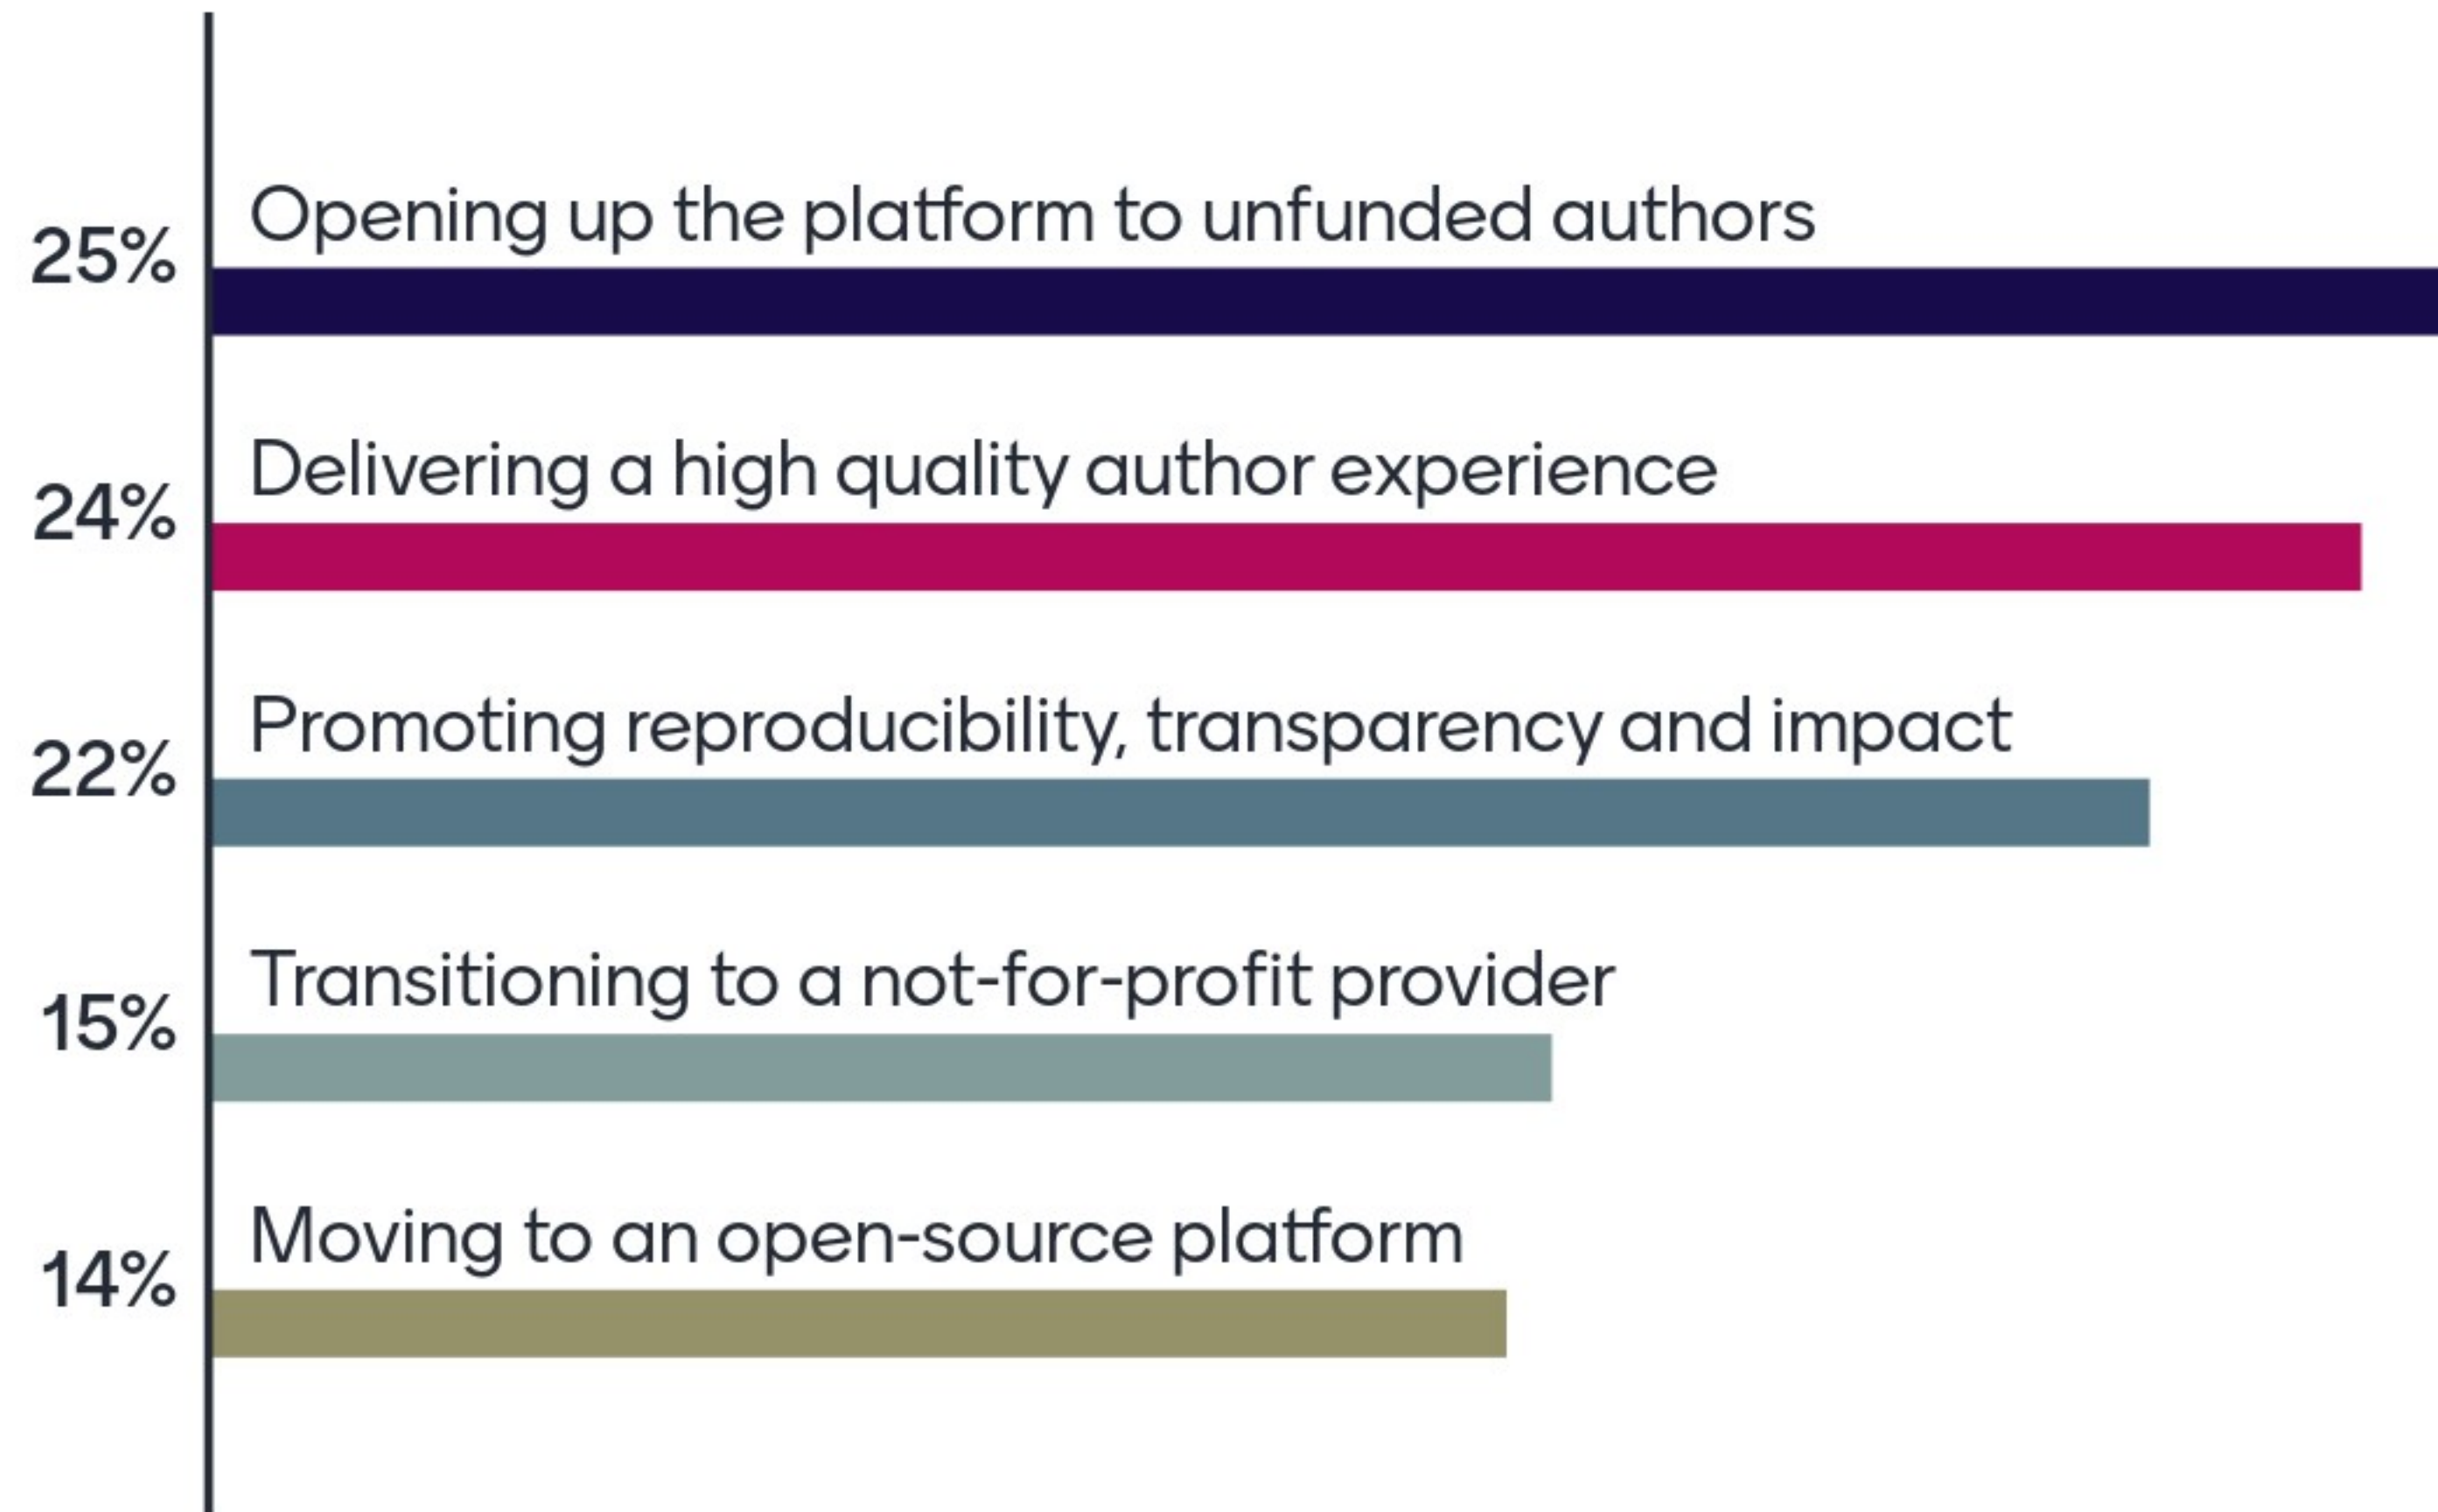 Opening up the platform to unfunded authors
25%
Delivering a high quality author experience
24%
Promoting reproducibility, transparency and impact
22%
Transitioning to a not-for-profit provider
15%
Moving to an open-source platform
14%